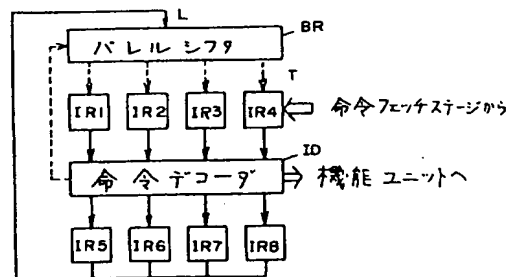 L
BR
バレルシフタ
T
IR1 IR2 IR3 IR4
命令フェッチステージから
ID
命令デコーダ
機能ユニットへ
IR5 IR6 IR7 IR8